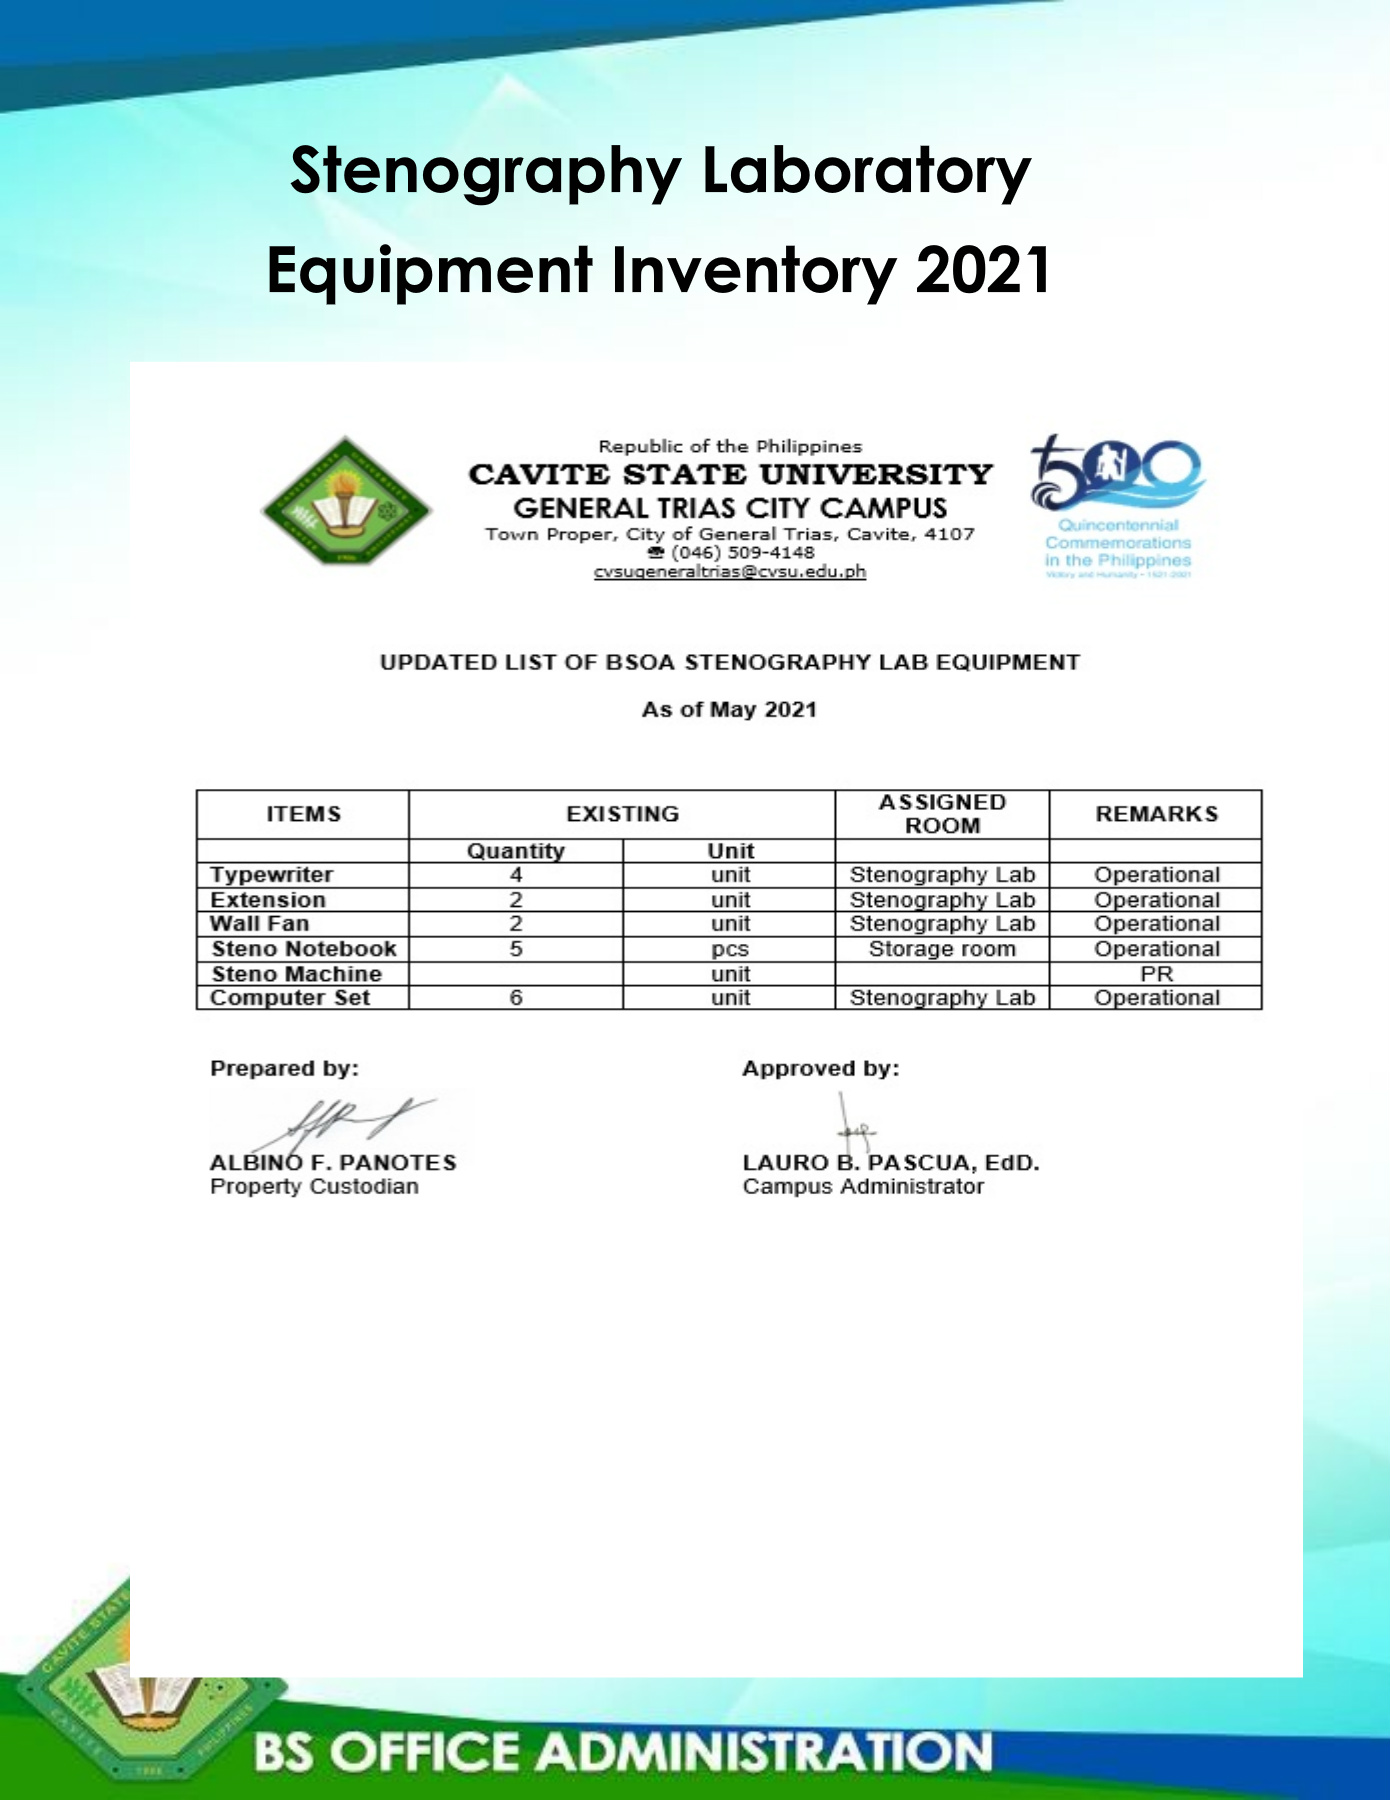 Stenography Laboratory
Equipment Inventory 2021
Republic of the Philippines
CAVITE STATE UNIVERSITY
GENERAL TRIAS CITY CAMPUS
Town Proper, City of General Trias, Cavite, 4107
☎ (046) 509-4148
cvsugeneraltrias@cvsu.edu.ph
500
Quincentennial
Commemorations
in the Philippines
Victory and Humanity • 1521-2021
UPDATED LIST OF BSOA STENOGRAPHY LAB EQUIPMENT
As of May 2021
ITEMS EXISTING ASSIGNED ROOM REMARKS
Quantity Unit
Typewriter 4 unit Stenography Lab Operational
Extension 2 unit Stenography Lab Operational
Wall Fan 2 unit Stenography Lab Operational
Steno Notebook 5 pcs Storage room Operational
Steno Machine unit PR
Computer Set 6 unit Stenography Lab Operational
Prepared by: Approved by:
ALBINO F. PANOTES LAURO B. PASCUA, EdD.
Property Custodian Campus Administrator
CAVITE STATE
CAVITE
PHILIPPINES
1906
BS OFFICE ADMINISTRATION